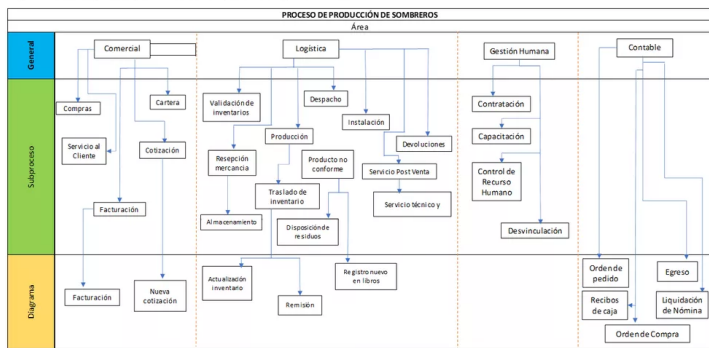 PROCESO DE PRODUCCIÓN DE SOMBREROS
Área
General
Comercial
Logística
Gestión Humana
Contable
Subproceso
Compras
Cartera
Servicio al
Cliente
Cotización
Facturación
Validación de
inventarios
Despacho
Instalación
Producción
Devoluciones
Resepción
mercancia
Producto no
conforme
Servicio Post Venta
Traslado de
inventario
Servicio técnico y
Almacenamiento
Disposición de
residuos
Contratación
Capacitación
Control de
Recurso
Humano
Desvinculación
Diagrama
Facturación
Nueva
cotización
Actualización
inventario
Remisión
Registro nuevo
en libros
Orden de
pedido
Egreso
Recibos
de caja
Liquidación
de Nómina
Orden de Compra